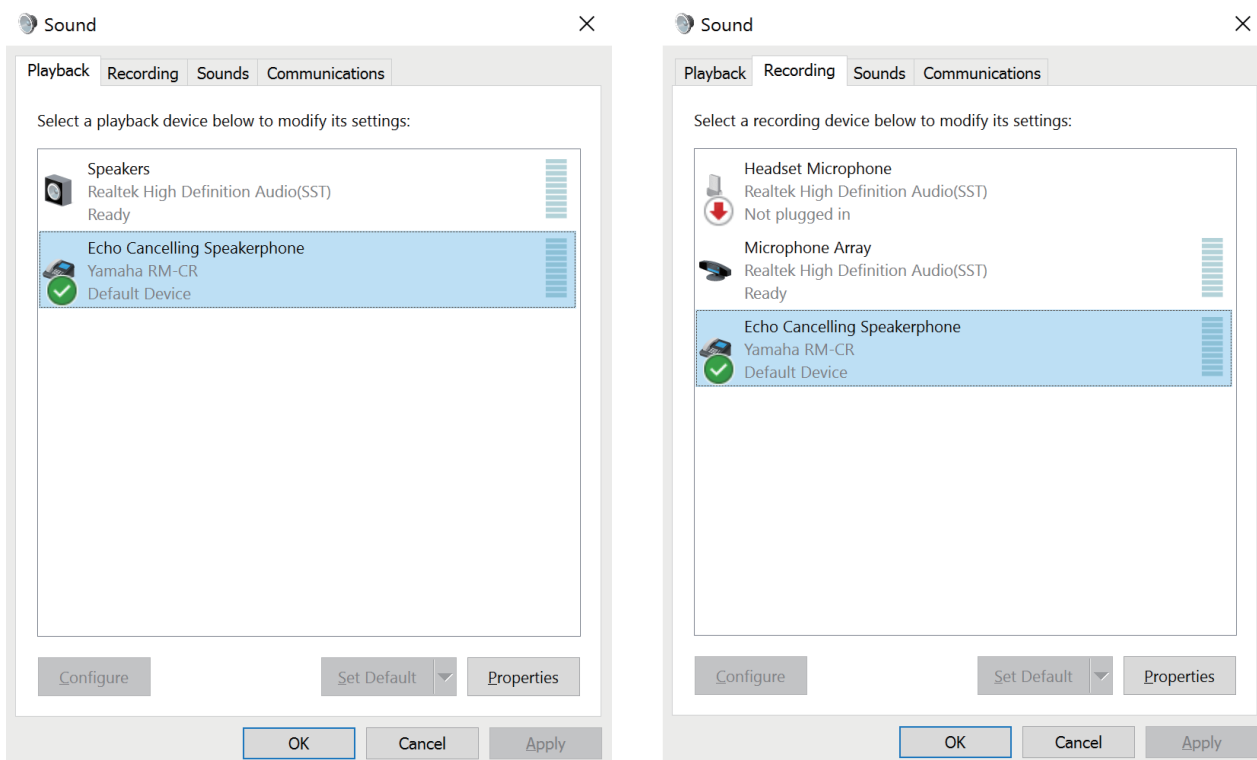 Sound
Playback Recording Sounds Communications
Select a playback device below to modify its settings:
Speakers
Realtek High Definition Audio(SST)
Ready
Echo Cancelling Speakerphone
Yamaha RM-CR
Default Device
Configure Set Default Properties
OK Cancel Apply
Sound
Playback Recording Sounds Communications
Select a recording device below to modify its settings:
Headset Microphone
Realtek High Definition Audio(SST)
Not plugged in
Microphone Array
Realtek High Definition Audio(SST)
Ready
Echo Cancelling Speakerphone
Yamaha RM-CR
Default Device
Configure Set Default Properties
OK Cancel Apply